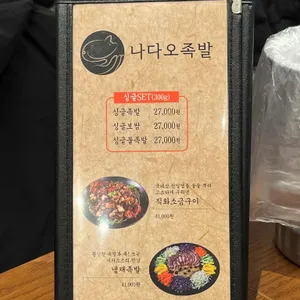 나다오족발
싱글SET(300g)
싱글족발 27,000원
싱글보쌈 27,000원
싱글불족발 27,000원
직화소금구이
41,000원
냉채족발
41,000원